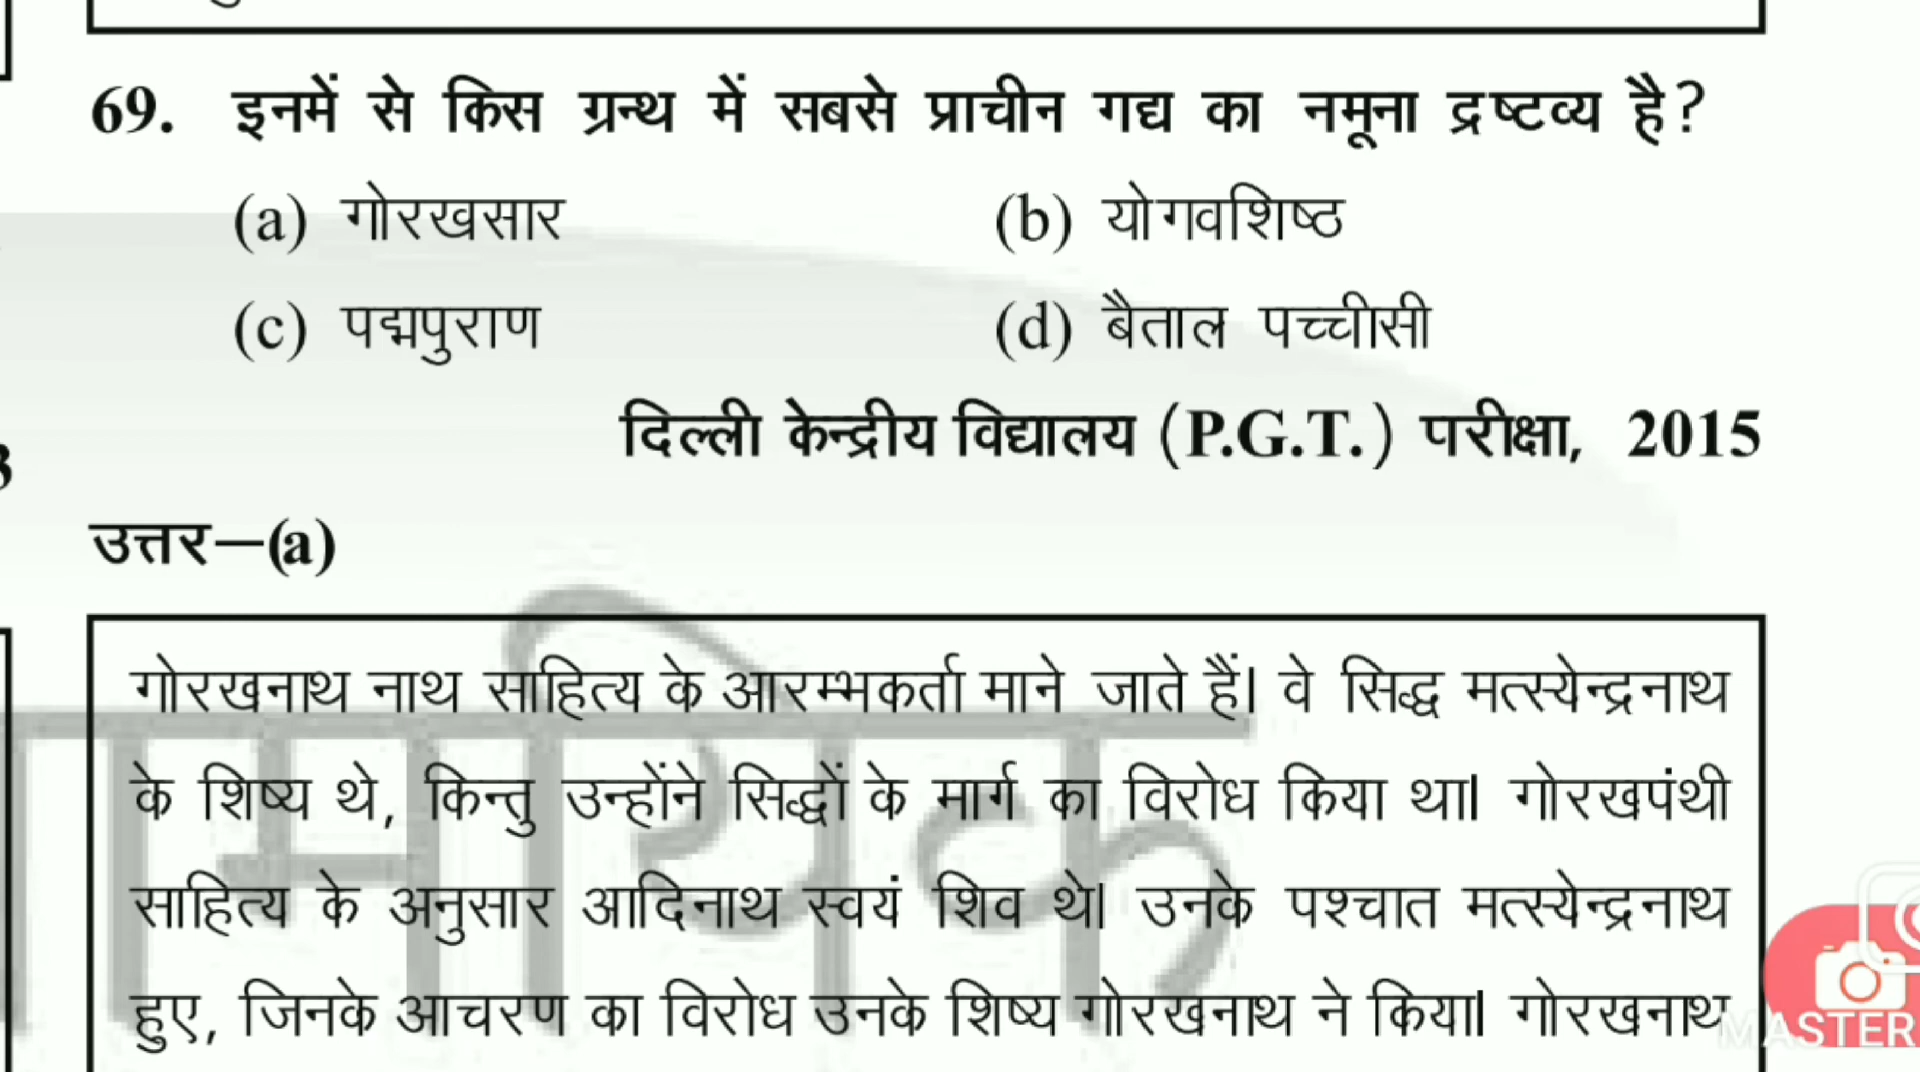 69. इनमें से किस ग्रन्थ में सबसे प्राचीन गद्य का नमूना द्रष्टव्य है?
(a) गोरखसार (b) योगवशिष्ठ
(c) पद्मपुराण (d) बैताल पच्चीसी
दिल्ली केन्द्रीय विद्यालय (P.G.T.) परीक्षा, 2015
उत्तर—(a)
गोरखनाथ नाथ साहित्य के आरम्भकर्ता माने जाते हैं। वे सिद्ध मत्स्येन्द्रनाथ
के शिष्य थे, किन्तु उन्होंने सिद्धों के मार्ग का विरोध किया था। गोरखपंथी
साहित्य के अनुसार आदिनाथ स्वयं शिव थे। उनके पश्चात मत्स्येन्द्रनाथ
हुए, जिनके आचरण का विरोध उनके शिष्य गोरखनाथ ने किया। गोरखनाथ
MASTER